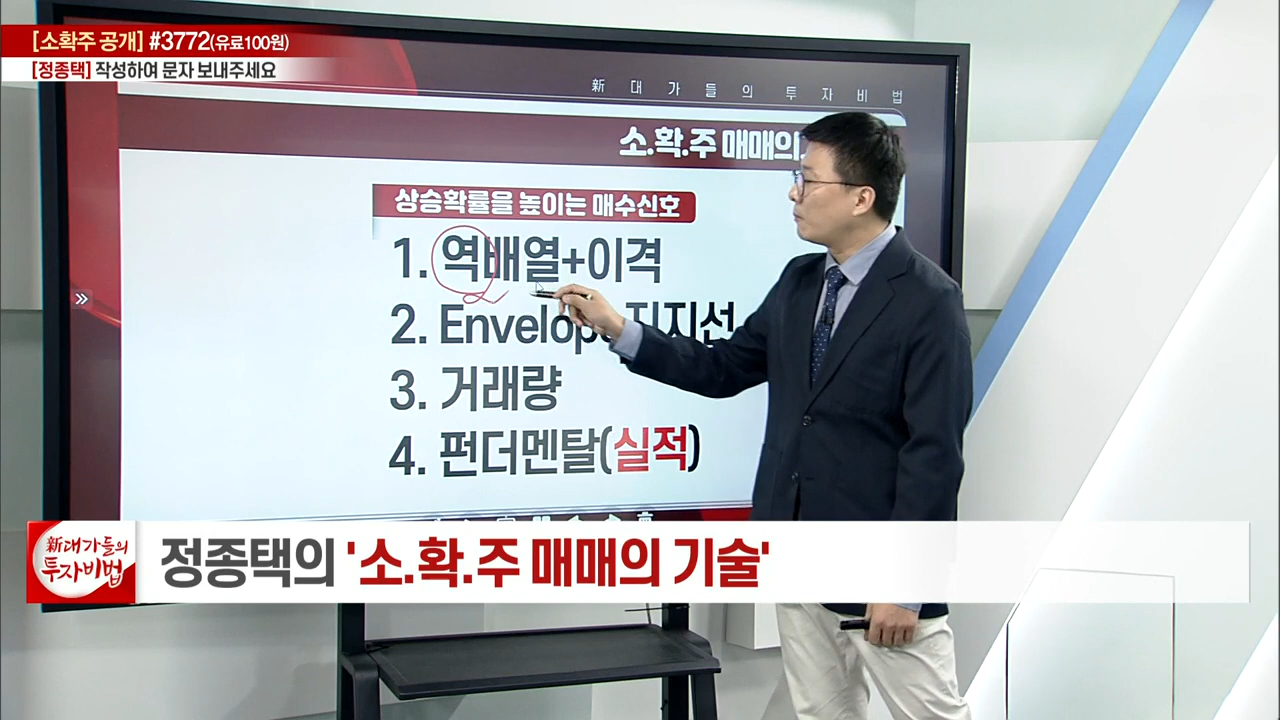 [소확주 공개] #3772(유료100원)
[정종택] 작성하여 문자 보내주세요
新 대가들의 투자비법
소.확.주 매매의
상승확률을 높이는 매수신호
1. 역배열+이격
2. Envelope 지지선
3. 거래량
4. 펀더멘탈(실적)
新대가들의
투자비법
정종택의 '소.확.주 매매의 기술'